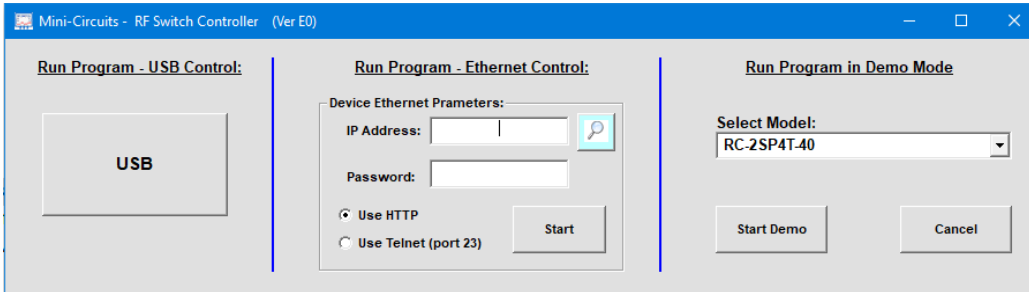 Mini-Circuits - RF Switch Controller (Ver E0)
Run Program - USB Control:
USB
Run Program - Ethernet Control:
Device Ethernet Prameters:
IP Address:
Password:
Use HTTP
Use Telnet (port 23)
Start
Run Program in Demo Mode
Select Model:
RC-2SP4T-40
Start Demo
Cancel